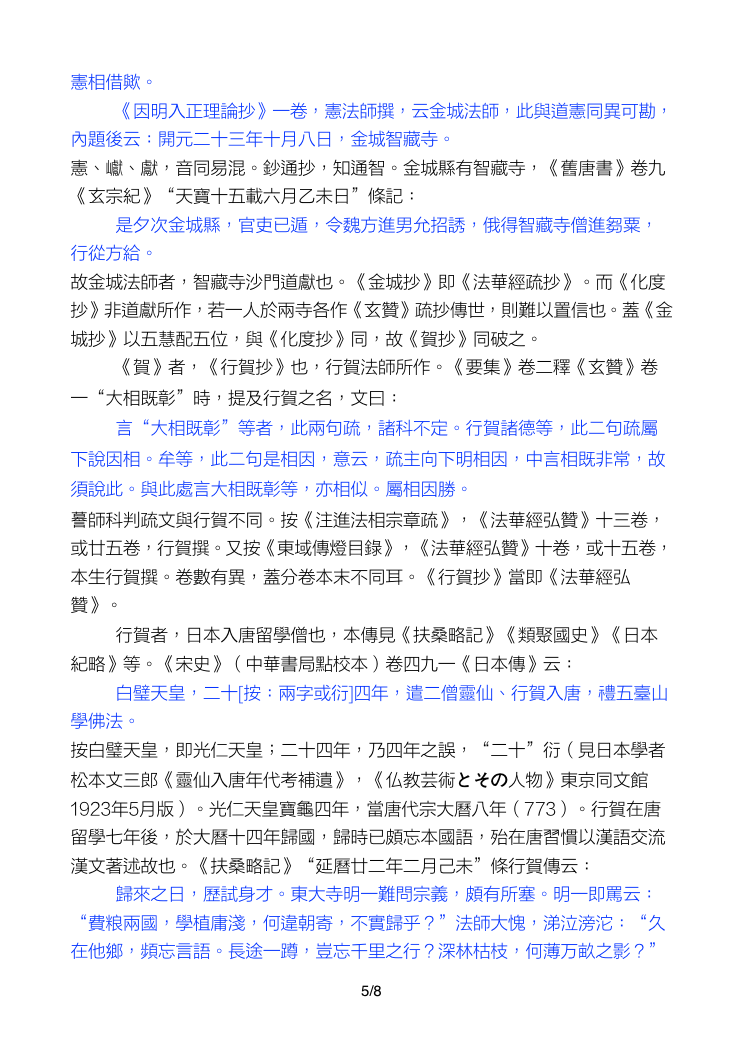 憲相借歟。
《因明入正理論抄》一卷，憲法師撰，云金城法師，此與道憲同異可勘，
內題後云：開元二十三年十月八日，金城智藏寺。
憲、巘、獻，音同易混。鈔通抄，知通智。金城縣有智藏寺，《舊唐書》卷九
《玄宗紀》“天寶十五載六月乙未日”條記：
是夕次金城縣，官吏已遁，令魏方進男允招誘，俄得智藏寺僧進芻粟，
行從方給。
故金城法師者，智藏寺沙門道獻也。《金城抄》即《法華經疏抄》。而《化度
抄》非道獻所作，若一人於兩寺各作《玄贊》疏抄傳世，則難以置信也。蓋《金
城抄》以五慧配五位，與《化度抄》同，故《賀抄》同破之。
《賀》者，《行賀抄》也，行賀法師所作。《要集》卷二釋《玄贊》卷
一“大相既彰”時，提及行賀之名，文曰：
言“大相既彰”等者，此兩句疏，諸科不定。行賀諸德等，此二句疏屬
下說因相。牟等，此二句是相因，意云，疏主向下明相因，中言相既非常，故
須說此。與此處言大相既彰等，亦相似。屬相因勝。
䒳師科判疏文與行賀不同。按《注進法相宗章疏》，《法華經弘贊》十三卷，
或廿五卷，行賀撰。又按《東域傳燈目錄》，《法華經弘贊》十卷，或十五卷，
本生行賀撰。卷數有異，蓋分卷本末不同耳。《行賀抄》當即《法華經弘
贊》。
行賀者，日本入唐留學僧也，本傳見《扶桑略記》《類聚國史》《日本
紀略》等。《宋史》（中華書局點校本）卷四九一《日本傳》云：
白璧天皇，二十[按：兩字或衍]四年，遣二僧靈仙、行賀入唐，禮五臺山
學佛法。
按白璧天皇，即光仁天皇；二十四年，乃四年之誤，“二十”衍（見日本學者
松本文三郎《靈仙入唐年代考補遺》，《仏教芸術とその人物》東京同文館
1923年5月版）。光仁天皇寶龜四年，當唐代宗大曆八年（773）。行賀在唐
留學七年後，於大曆十四年歸國，歸時已頗忘本國語，殆在唐習慣以漢語交流
漢文著述故也。《扶桑略記》“延曆廿二年二月己未”條行賀傳云：
歸來之日，歷試身才。東大寺明一難問宗義，頗有所塞。明一即罵云：
“費粮兩國，學植庸淺，何違朝寄，不實歸乎？”法師大愧，涕泣滂沱：“久
在他鄉，頻忘言語。長途一蹲，豈忘千里之行？深林枯枝，何薄万畝之影？”
5/8